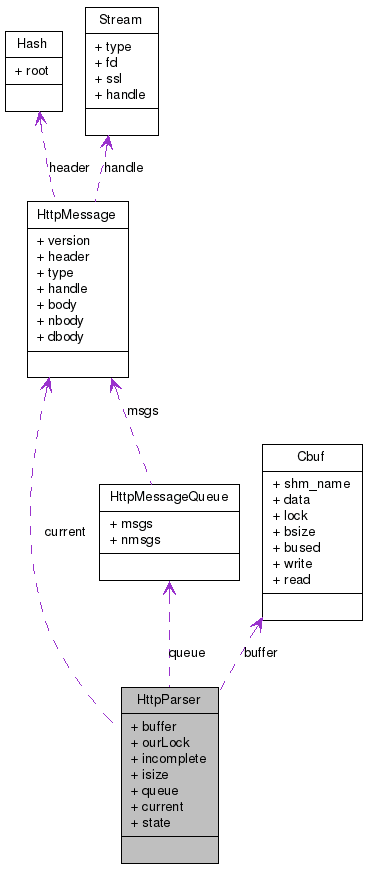 Stream
+ type
+ fd
+ ssl
+ handle
Hash
+ root
header
handle
HttpMessage
+ version
+ header
+ type
+ handle
+ body
+ nbody
+ dbody
msgs
Cbuf
+ shm_name
+ data
+ lock
+ bsize
+ bused
+ write
+ read
HttpMessageQueue
+ msgs
+ nmsgs
current
queue
buffer
HttpParser
+ buffer
+ ourLock
+ incomplete
+ isize
+ queue
+ current
+ state